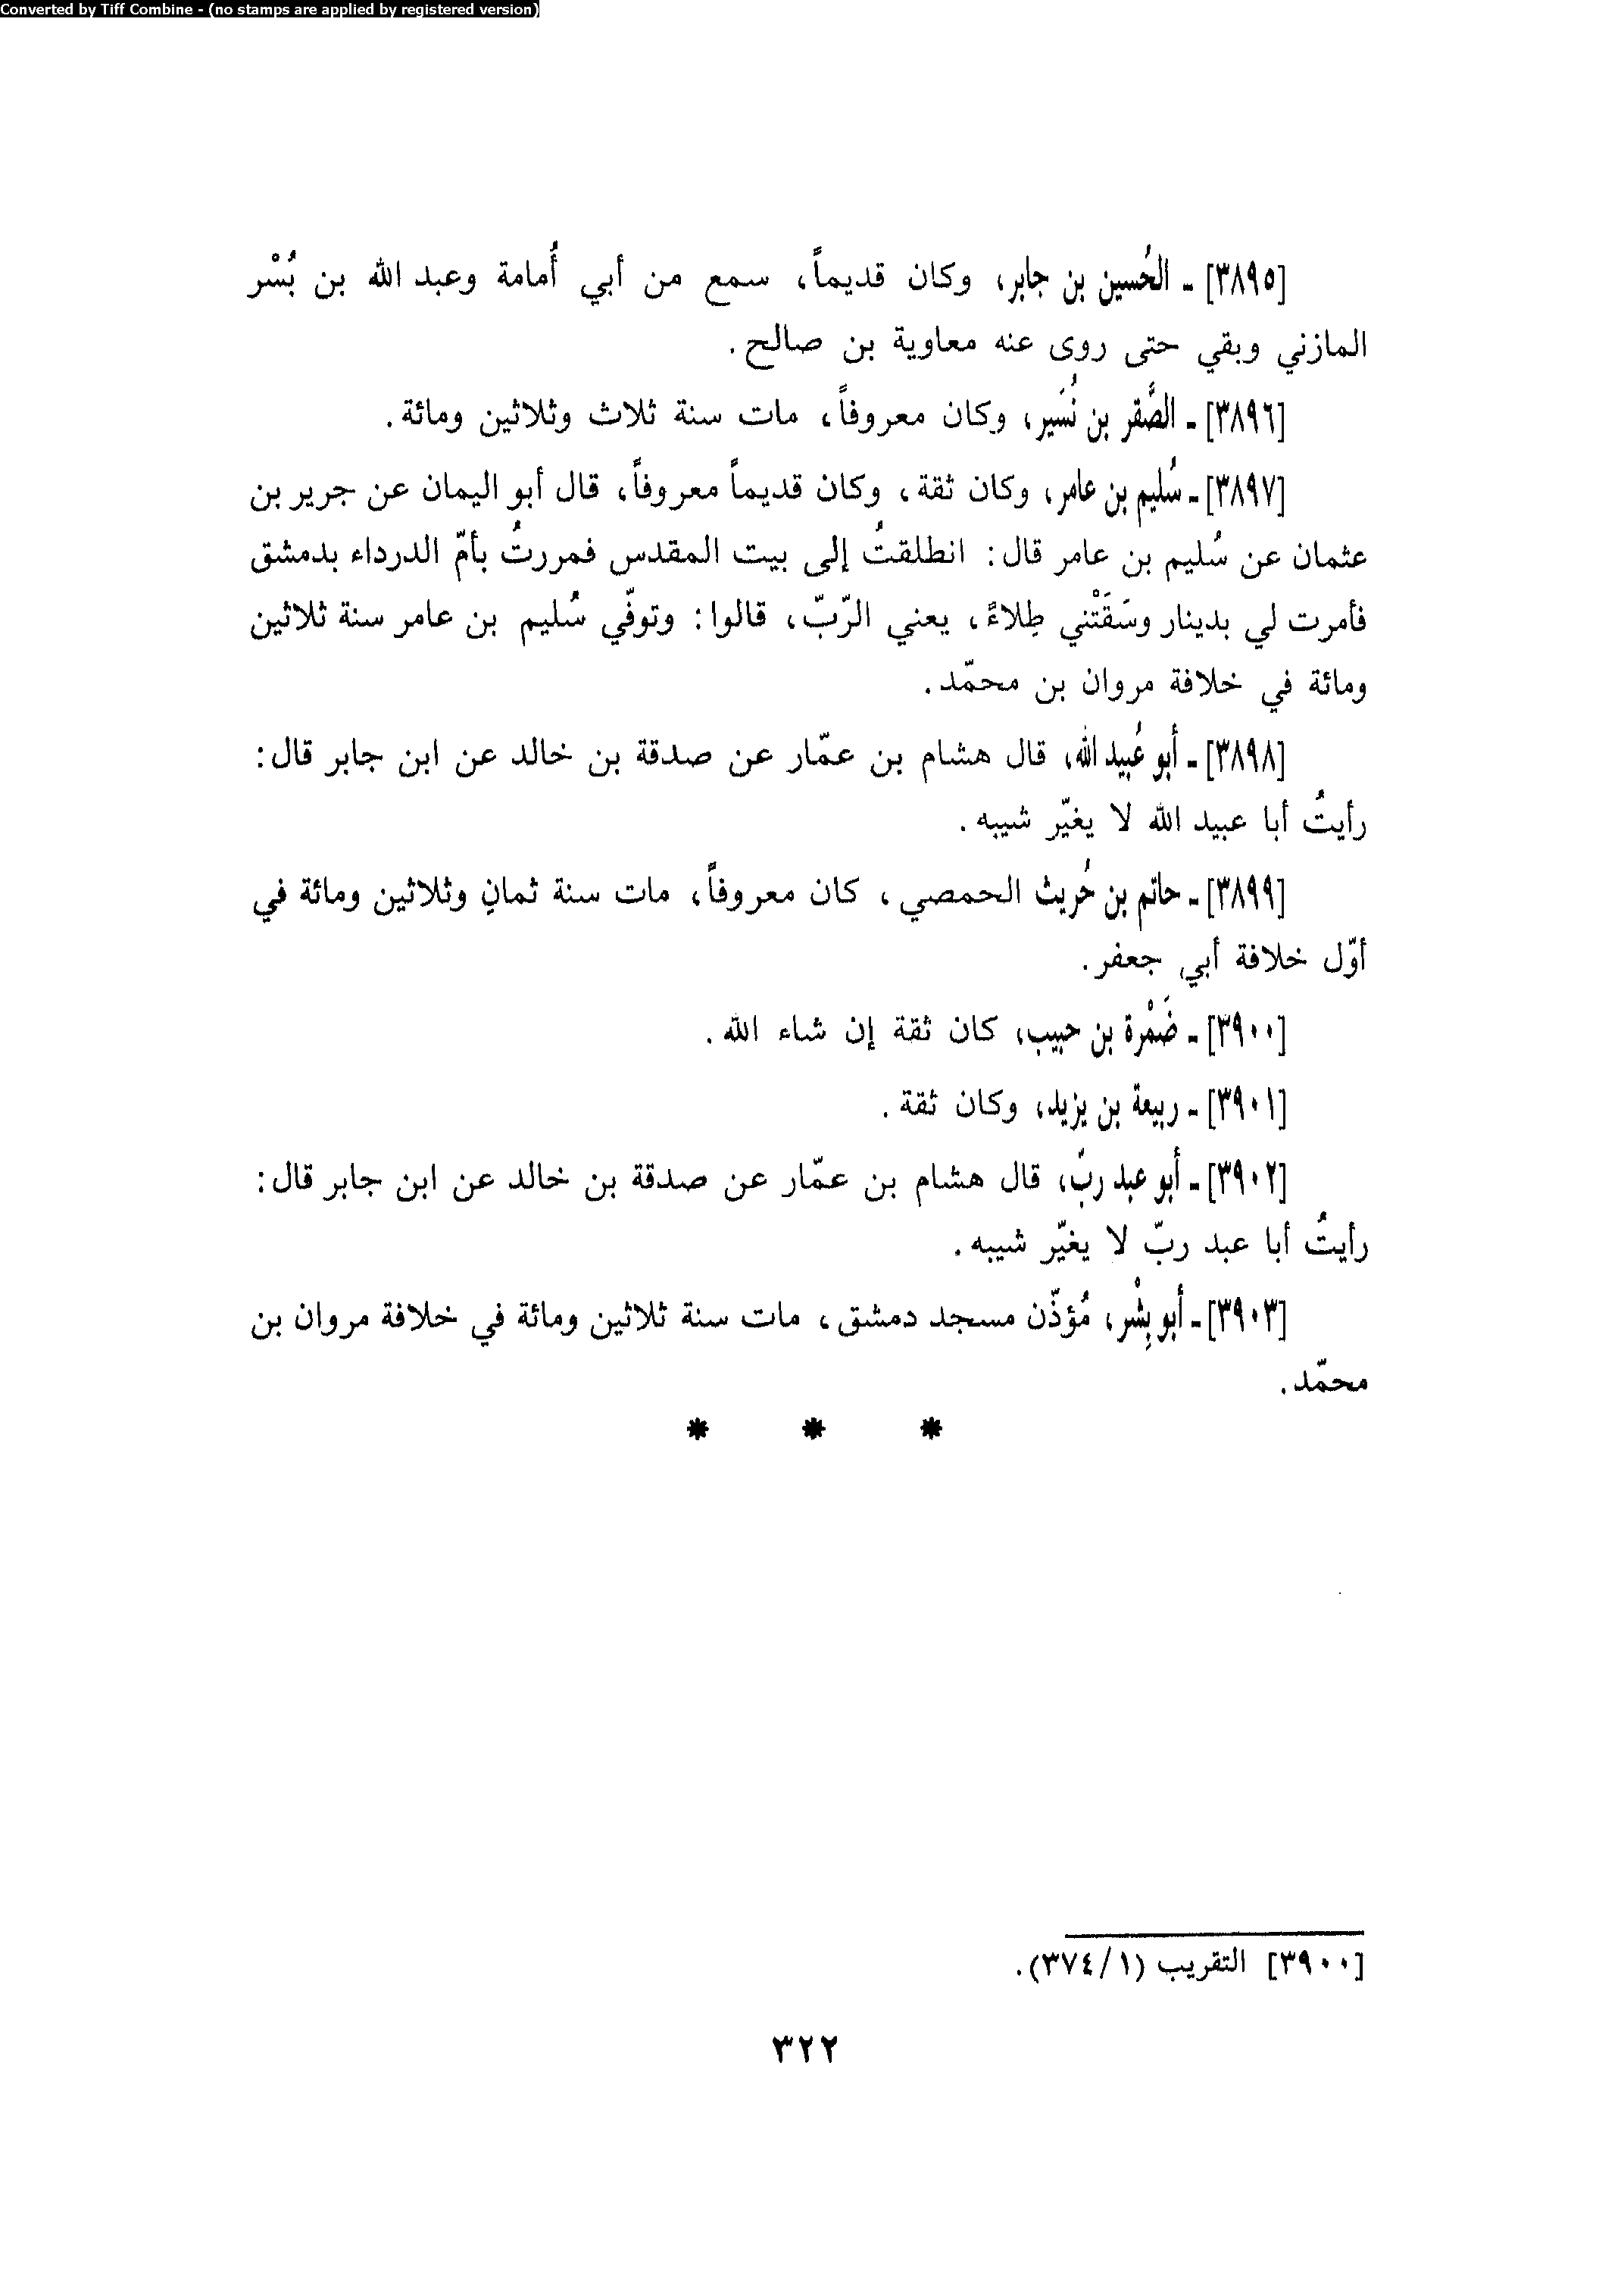 Converted by Tiff Combine - (no stamps are applied by registered version)
[٣٨٩٥] - الحُسين بن جابر، وكان قديماً، سمع من أبي أُمامة وعبد الله بن بُسْر
المازني وبقي حتى روى عنه معاوية بن صالح.
[٣٨٩٦] - الصَّقر بن نُسَير، وكان معروفاً، مات سنة ثلاث وثلاثين ومائة.
[٣٨٩٧] - سُليم بن عامر، وكان ثقة، وكان قديماً معروفاً، قال أبو اليمان عن جرير بن
عثمان عن سُليم بن عامر قال: انطلقتُ إلى بيت المقدس فمررتُ بأمّ الدرداء بدمشق
فأمرت لي بدينار وسَقَتْني طِلاءً، يعني الرّبّ، قالوا: وتوفّي سُليم بن عامر سنة ثلاثين
ومائة في خلافة مروان بن محمّد.
[٣٨٩٨] - أبو عُبيد الله، قال هشام بن عمّار عن صدقة بن خالد عن ابن جابر قال:
رأيتُ أبا عبيد الله لا يغيّر شيبه.
[٣٨٩٩] - حاتم بن حُريث الحمصي، كان معروفاً، مات سنة ثمانٍ وثلاثين ومائة في
أوّل خلافة أبي جعفر.
[٣٩٠٠] - ضَمْرة بن حبيب، كان ثقة إن شاء الله.
[٣٩٠١] - ربيعة بن يزيد، وكان ثقة.
[٣٩٠٢] - أبو عبد ربّ، قال هشام بن عمّار عن صدقة بن خالد عن ابن جابر قال:
رأيتُ أبا عبد ربّ لا يغيّر شيبه.
[٣٩٠٣] - أبو بِشْر، مُؤذّن مسجد دمشق، مات سنة ثلاثين ومائة في خلافة مروان بن
محمّد.
* * *
[٣٩٠٠] التقريب (٣٧٤/١).
٣٢٢